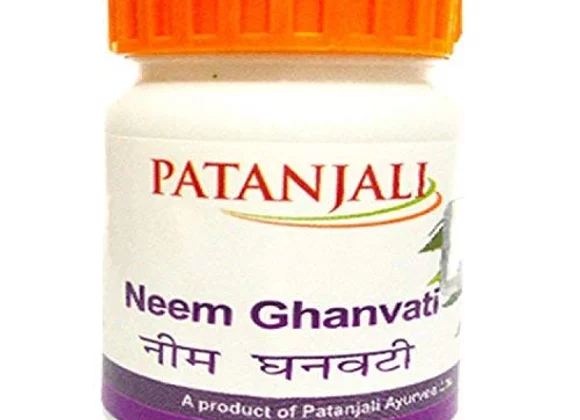 PATANJALI
Neem Ghanvati
नीम घनवटी
A product of Patanjali Ayurved